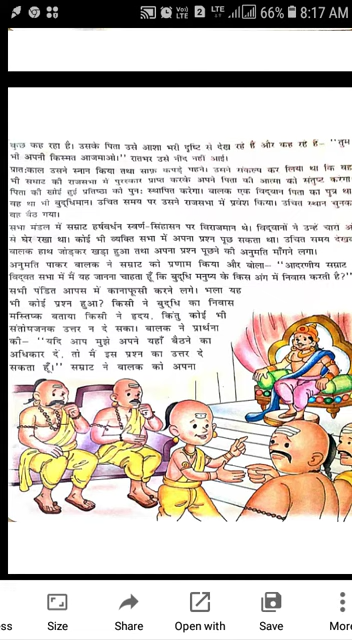 66% 8:17 AM
कुछ कह रहा है। उसके पिता उसे आशा भरी दृष्टि से देख रहे हैं और कह रहे हैं– "तुम
भी अपनी किस्मत आजमाओ।" रातभर उसे नींद नहीं आई।
प्रातःकाल उसने स्नान किया तथा साफ़ कपड़े पहने। उसने संकल्प कर लिया था कि वह
भी सम्राट की राजसभा में पुरस्कार प्राप्त करके अपने पिता की आत्मा को संतुष्ट करेगा
पिता की खोई हुई प्रतिष्ठा को पुनः स्थापित करेगा। बालक एक विद्वान पिता का पुत्र था
वह था भी बुद्धिमान। उचित समय पर उसने राजसभा में प्रवेश किया। उचित स्थान चुनक
वह बैठ गया।
सभा मंडल में सम्राट हर्षवर्धन स्वर्ण-सिंहासन पर विराजमान थे। विद्वानों ने उन्हें चारों ओ
से घेर रखा था। कोई भी व्यक्ति सभा में अपना प्रश्न पूछ सकता था। उचित समय देख
बालक हाथ जोड़कर खड़ा हुआ तथा अपना प्रश्न पूछने की अनुमति माँगने लगा।
अनुमति पाकर बालक ने सम्राट को प्रणाम किया और बोला– "आदरणीय सम्राट
विद्वत सभा में मैं यह जानना चाहता हूँ कि बुद्धि मनुष्य के किस अंग में निवास करती है?"
सभी पंडित आपस में कानाफूसी करने लगे। भला यह
भी कोई प्रश्न हुआ? किसी ने बुद्धि का निवास
मस्तिष्क बताया किसी ने हृदय, किंतु कोई भी
संतोषजनक उत्तर न दे सका। बालक ने प्रार्थना
की– "यदि आप मुझे अपने यहाँ बैठने का
अधिकार दें, तो मैं इस प्रश्न का उत्तर दे
सकता हूँ।" सम्राट ने बालक को अपना
ess Size Share Open with Save More